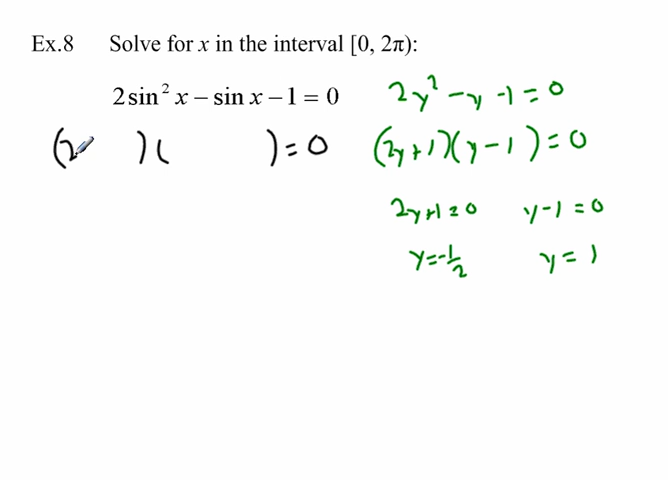 Ex.8 Solve for x in the interval [0, 2π):
2sin² x − sin x − 1 = 0
2y² − y − 1 = 0
(2 )( ) = 0
(2y + 1)(y − 1) = 0
2y + 1 = 0 y − 1 = 0
y = −1/2 y = 1